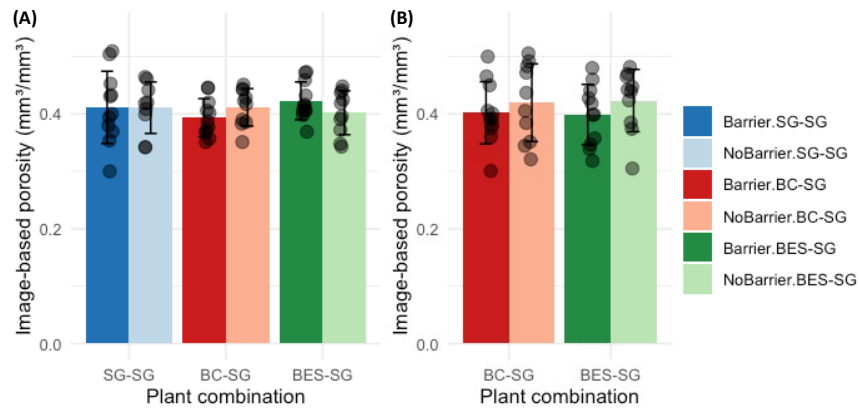 (A)
Image-based porosity (mm³/mm³)
0.4
0.2
0.0
SG-SG BC-SG BES-SG
Plant combination
(B)
Image-based porosity (mm³/mm³)
0.4
0.2
0.0
BC-SG BES-SG
Plant combination
Barrier.SG-SG
NoBarrier.SG-SG
Barrier.BC-SG
NoBarrier.BC-SG
Barrier.BES-SG
NoBarrier.BES-SG